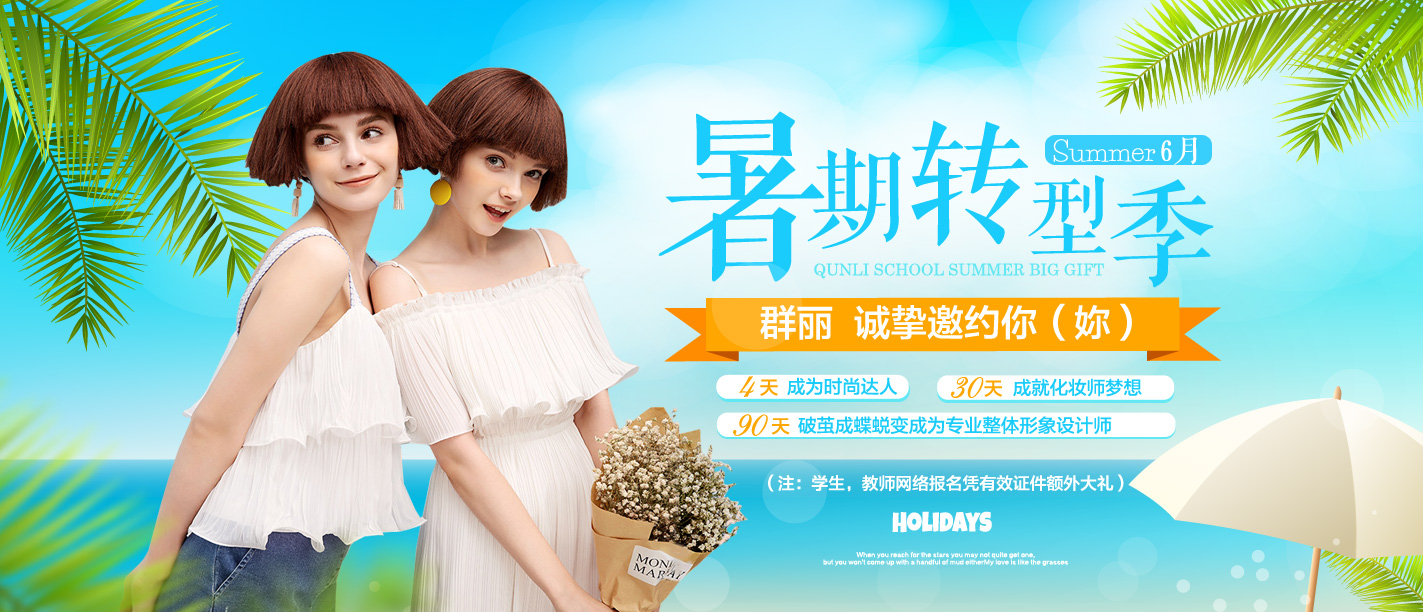 暑期转型季
Summer 6月
QUNLI SCHOOL SUMMER BIG GIFT
群丽 诚挚邀约你（妳）
4天 成为时尚达人
30天 成就化妆师梦想
90天 破茧成蝶蜕变成为专业整体形象设计师
（注：学生，教师网络报名凭有效证件额外大礼）
HOLIDAYS
When you reach for the stars you may not quite get one,
but you won't come up with a handful of mud eitherMy love is like the grasses